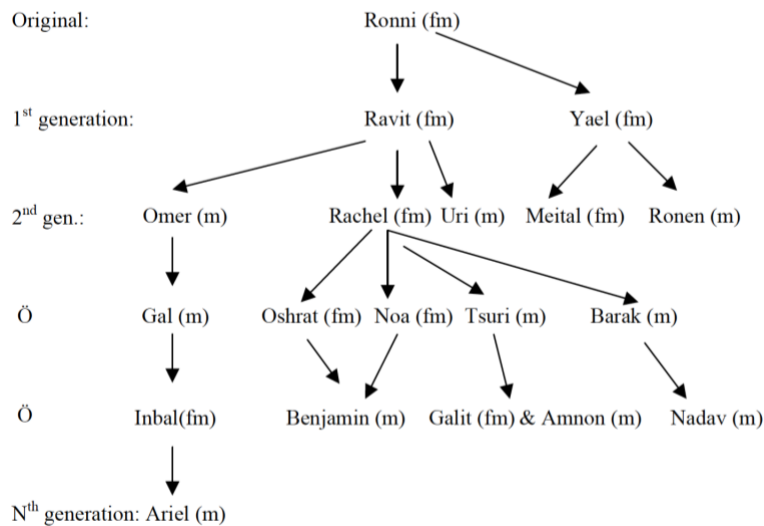 Original: Ronni (fm)
1st generation: Ravit (fm) Yael (fm)
2nd gen.: Omer (m) Rachel (fm) Uri (m) Meital (fm) Ronen (m)
Ö Gal (m) Oshrat (fm) Noa (fm) Tsuri (m) Barak (m)
Ö Inbal(fm) Benjamin (m) Galit (fm) & Amnon (m) Nadav (m)
Nth generation: Ariel (m)